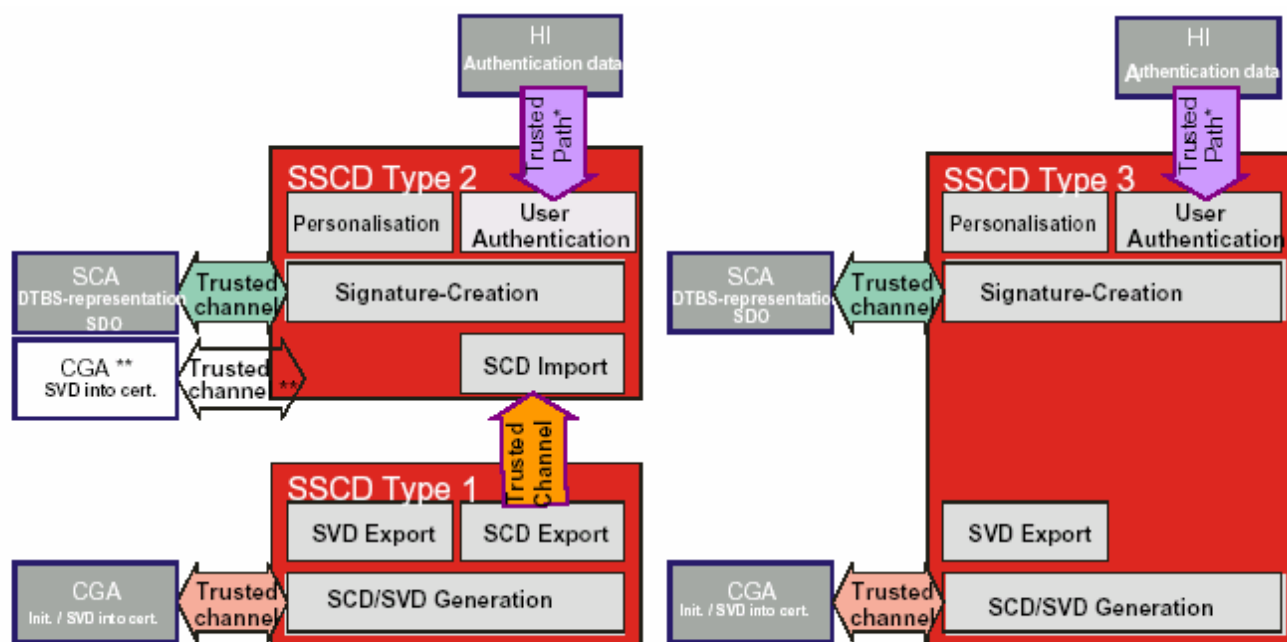 HI
Authentication data
Trusted
Path*
SSCD Type 2
Personalisation
User
Authentication
SCA
DTBS-representation
SDO
Trusted
channel
Signature-Creation
CGA **
SVD into cert.
Trusted
channel **
SCD Import
Trusted
Channel
SSCD Type 1
SVD Export
SCD Export
CGA
Init. / SVD into cert.
Trusted
channel
SCD/SVD Generation
HI
Authentication data
Trusted
Path*
SSCD Type 3
Personalisation
User
Authentication
SCA
DTBS-representatio
SDO
Trusted
channel
Signature-Creation
SVD Export
CGA
Init. / SVD into cert.
Trusted
channel
SCD/SVD Generation